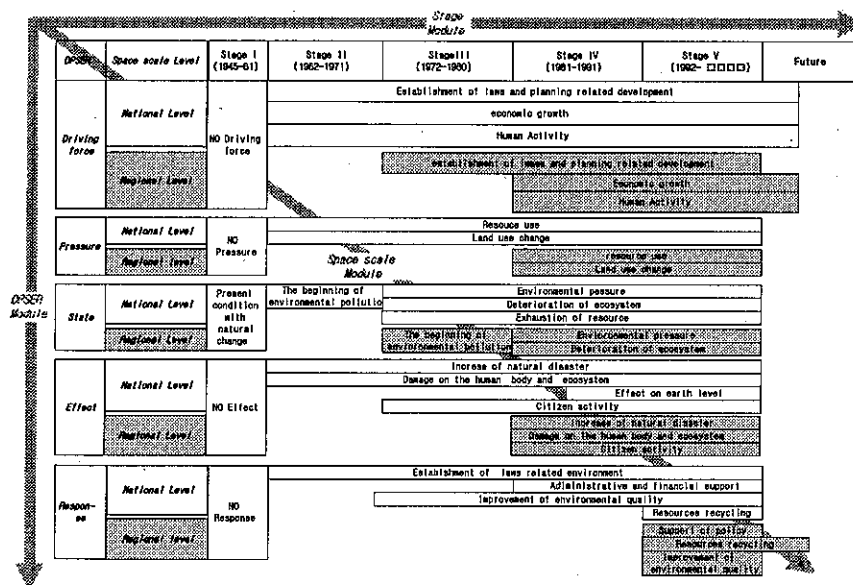 Stage
Module
DPSER
Space scale Level
Stage I
(1945-61)
Stage II
(1962-1971)
StageIII
(1972-1980)
Stage IV
(1981-1991)
Stage V
(1992- □□□□)
Future
Driving
force
National Level
NO Driving
force
Establishment of laws and planning related development
economic growth
Human Activity
Regional Level
establishment of laws and planning related development
Economic growth
Human Activity
Pressure
National Level
NO
Pressure
Resouce use
Land use change
Regional Level
resource use
Land use change
Space scale
Module
DPSER
Module
State
National Level
Present
condition
with
natural
change
The beginning of
environmental pollution
Environmental pessure
Deterioration of ecosystem
Exhaustion of resource
Regional Level
The beginning of
environmental pollution
Environmental pressure
Deterioration of ecosystem
Effect
National Level
NO Effect
Increse of natural disaster
Damage on the human body and ecosystem
Effect on earth level
Citizen activity
Regional Level
Increase of natural disaster
Damage on the human body and ecosystem
Citizen activity
Respon-
se
National Level
NO
Response
Establishment of laws related environment
Administrative and financial support
Improvement of environmental quality
Resources recycling
Regional Level
Support of policy
Resources recycling
Improvement of
environmental quality